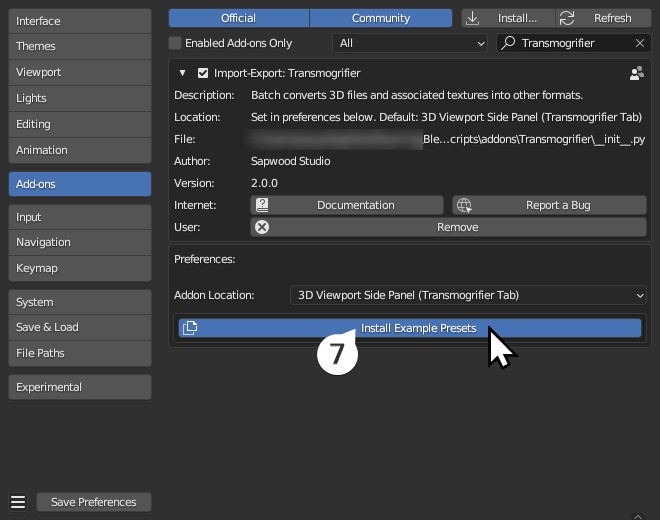 Interface
Themes
Viewport
Lights
Editing
Animation
Add-ons
Input
Navigation
Keymap
System
Save & Load
File Paths
Experimental
Save Preferences
Official Community Install... Refresh
Enabled Add-ons Only All Transmogrifier
Import-Export: Transmogrifier
Description: Batch converts 3D files and associated textures into other formats.
Location: Set in preferences below. Default: 3D Viewport Side Panel (Transmogrifier Tab)
File: Ble...cripts\addons\Transmogrifier\__init__.py
Author: Sapwood Studio
Version: 2.0.0
Internet: Documentation Report a Bug
User: Remove
Preferences:
Addon Location: 3D Viewport Side Panel (Transmogrifier Tab)
Install Example Presets
7